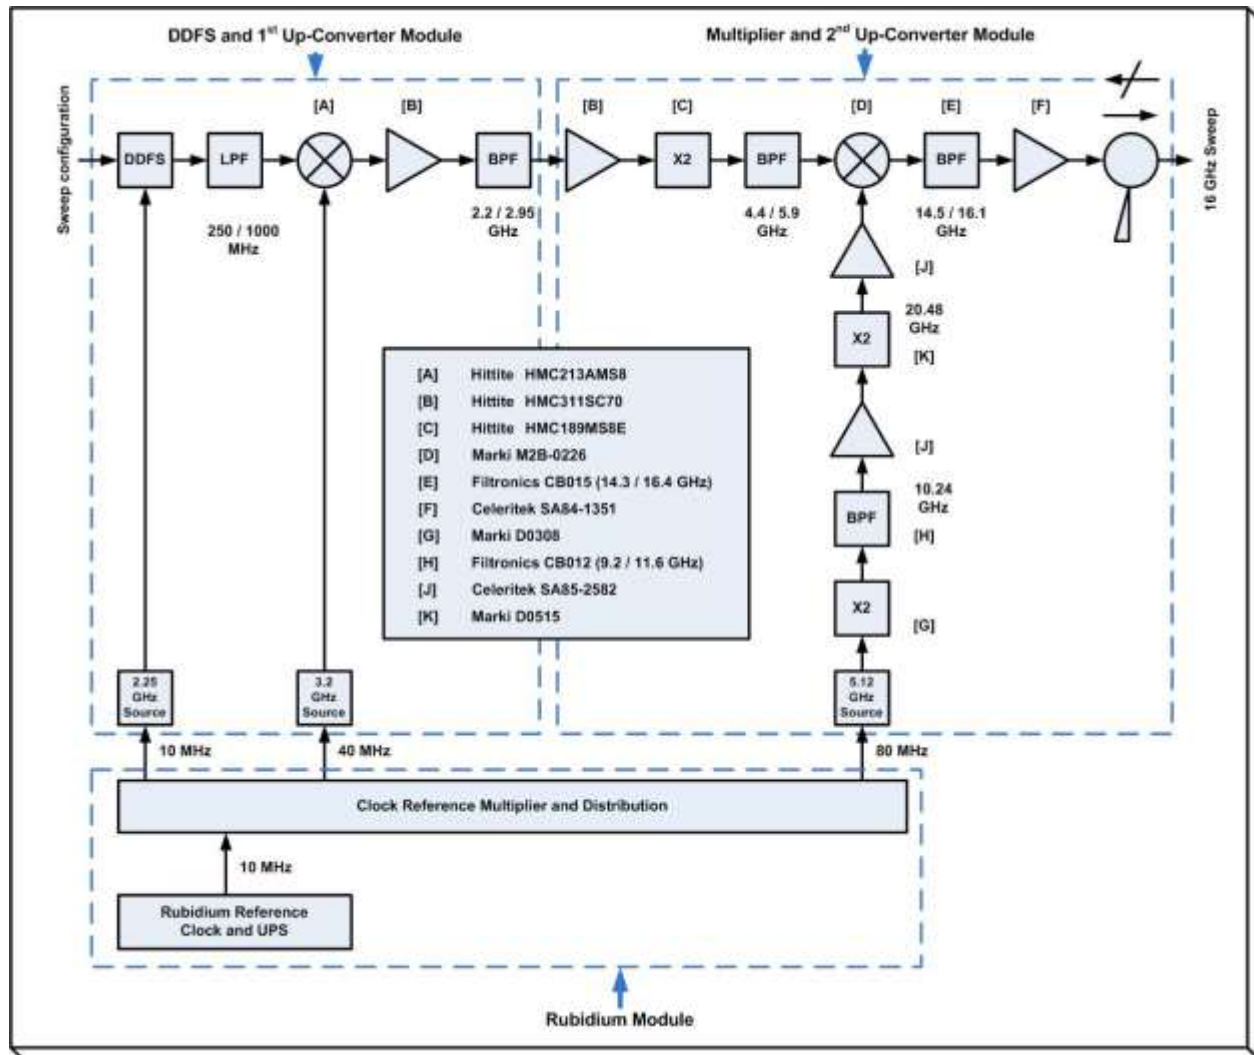 DDFS and 1st Up-Converter Module
Multiplier and 2nd Up-Converter Module
Sweep configuration
[A]
[B]
[B]
[C]
[D]
[E]
[F]
DDFS
LPF
BPF
X2
BPF
BPF
16 GHz Sweep
250 / 1000
MHz
2.2 / 2.95
GHz
4.4 / 5.9
GHz
14.5 / 16.1
GHz
[J]
20.48
GHz
X2
[K]
[A] Hittite HMC213AMS8
[B] Hittite HMC311SC70
[C] Hittite HMC189MS8E
[D] Marki M2B-0226
[E] Filtronics CB015 (14.3 / 16.4 GHz)
[F] Celeritek SA84-1351
[G] Marki D0308
[H] Filtronics CB012 (9.2 / 11.6 GHz)
[J] Celeritek SA85-2582
[K] Marki D0515
[J]
10.24
GHz
BPF
[H]
X2
[G]
2.25
GHz
Source
3.2
GHz
Source
5.12
GHz
Source
10 MHz
40 MHz
80 MHz
Clock Reference Multiplier and Distribution
10 MHz
Rubidium Reference
Clock and UPS
Rubidium Module